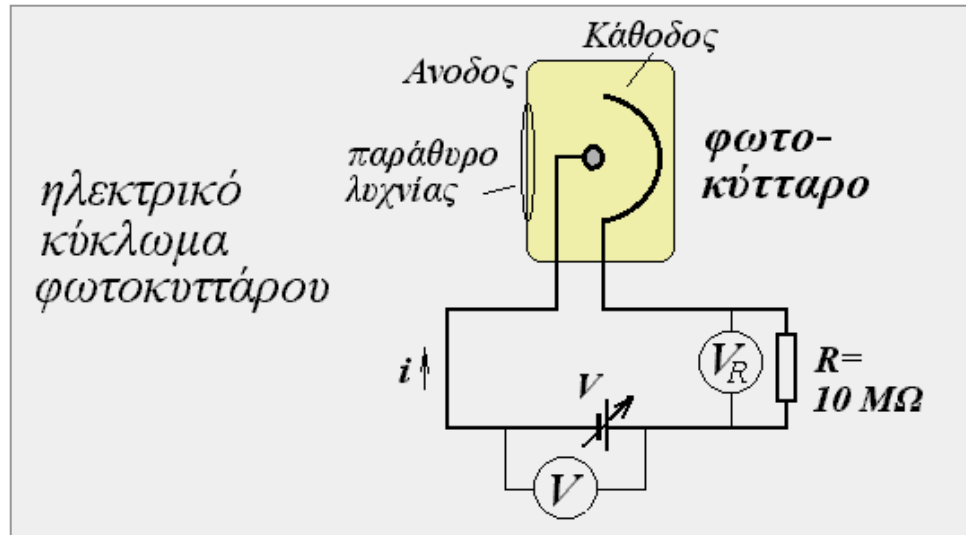 Κάθοδος
Ανοδος
παράθυρο
λυχνίας
φωτο-
κύτταρο
ηλεκτρικό
κύκλωμα
φωτοκυττάρου
i
V
V_R
R=
10 MΩ
V